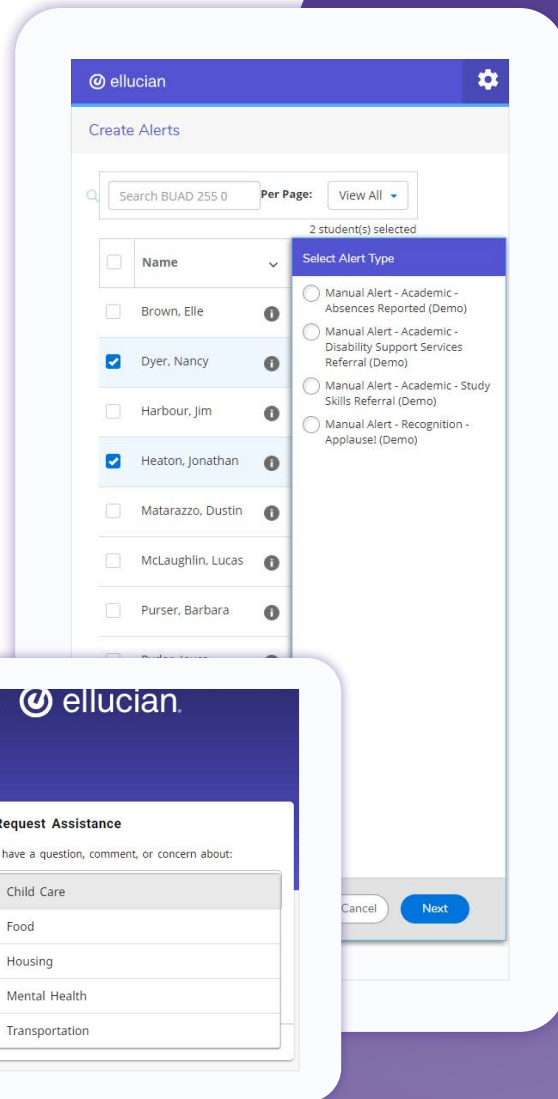 ellucian
Create Alerts
Search BUAD 255 0 Per Page: View All
2 student(s) selected
Name
Brown, Elle
Dyer, Nancy
Harbour, Jim
Heaton, Jonathan
Matarazzo, Dustin
McLaughlin, Lucas
Purser, Barbara
Select Alert Type
Manual Alert - Academic -
Absences Reported (Demo)
Manual Alert - Academic -
Disability Support Services
Referral (Demo)
Manual Alert - Academic - Study
Skills Referral (Demo)
Manual Alert - Recognition -
Applause! (Demo)
Cancel Next
ellucian.
Request Assistance
have a question, comment, or concern about:
Child Care
Food
Housing
Mental Health
Transportation